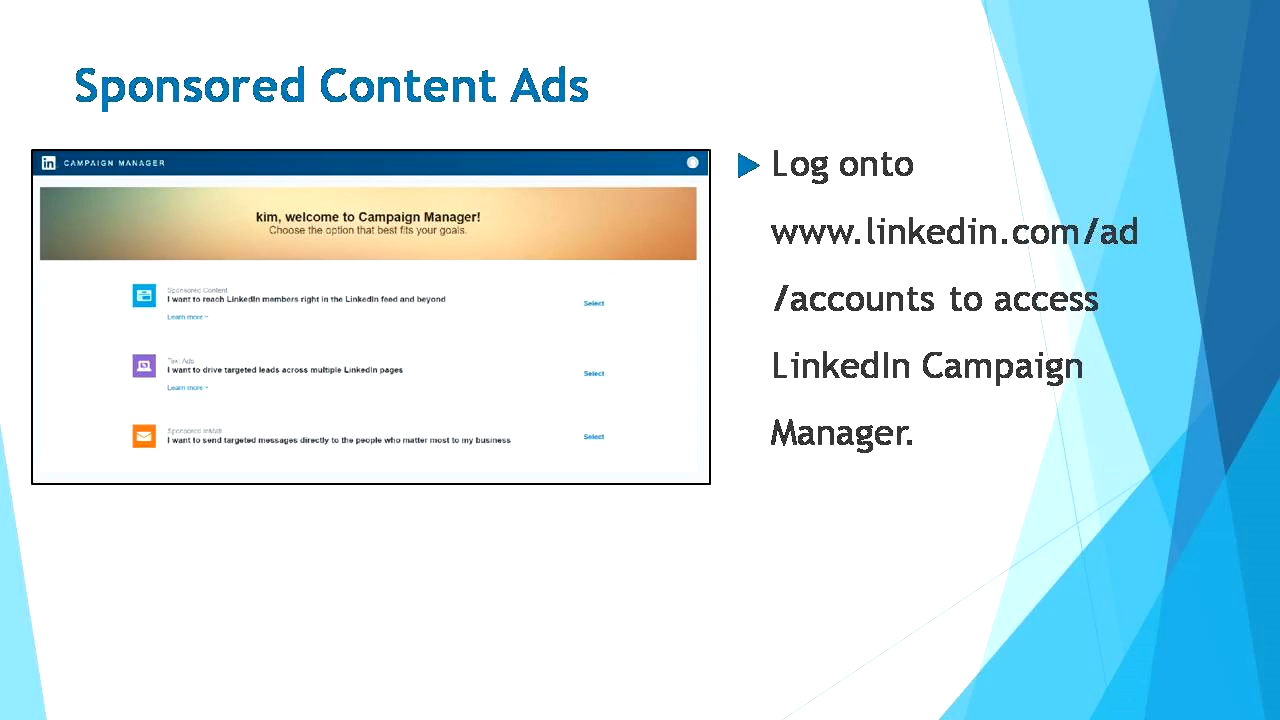 Sponsored Content Ads
in CAMPAIGN MANAGER
kim, welcome to Campaign Manager!
Choose the option that best fits your goals.
Sponsored Content
I want to reach LinkedIn members right in the LinkedIn feed and beyond
Select
Learn more
Text Ads
I want to drive targeted leads across multiple LinkedIn pages
Select
Learn more
Sponsored InMail
I want to send targeted messages directly to the people who matter most to my business
Select
Log onto
www.linkedin.com/ad
/accounts to access
LinkedIn Campaign
Manager.